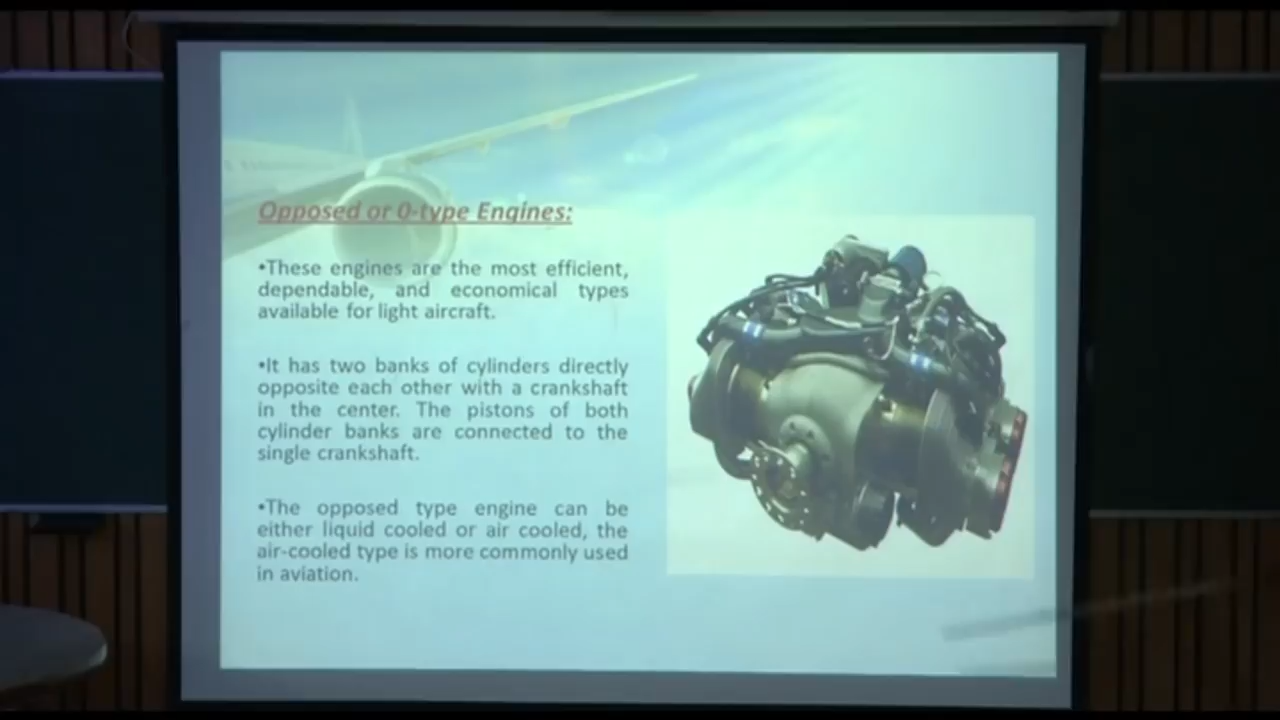 Opposed or 0-type Engines:
•These engines are the most efficient,
dependable, and economical types
available for light aircraft.
•It has two banks of cylinders directly
opposite each other with a crankshaft
in the center. The pistons of both
cylinder banks are connected to the
single crankshaft.
•The opposed type engine can be
either liquid cooled or air cooled, the
air-cooled type is more commonly used
in aviation.